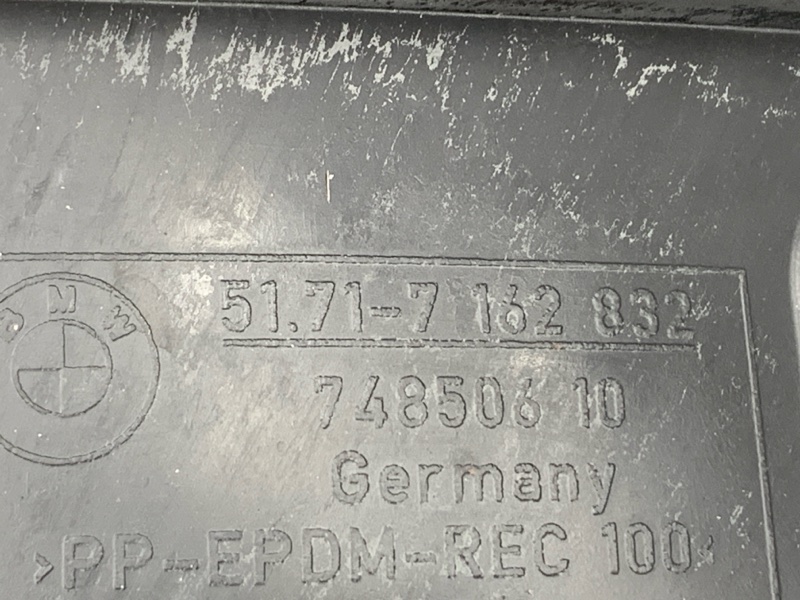 BMW
51.71-7 162 832
748506 10
Germany
>PP-EPDM-REC 100<